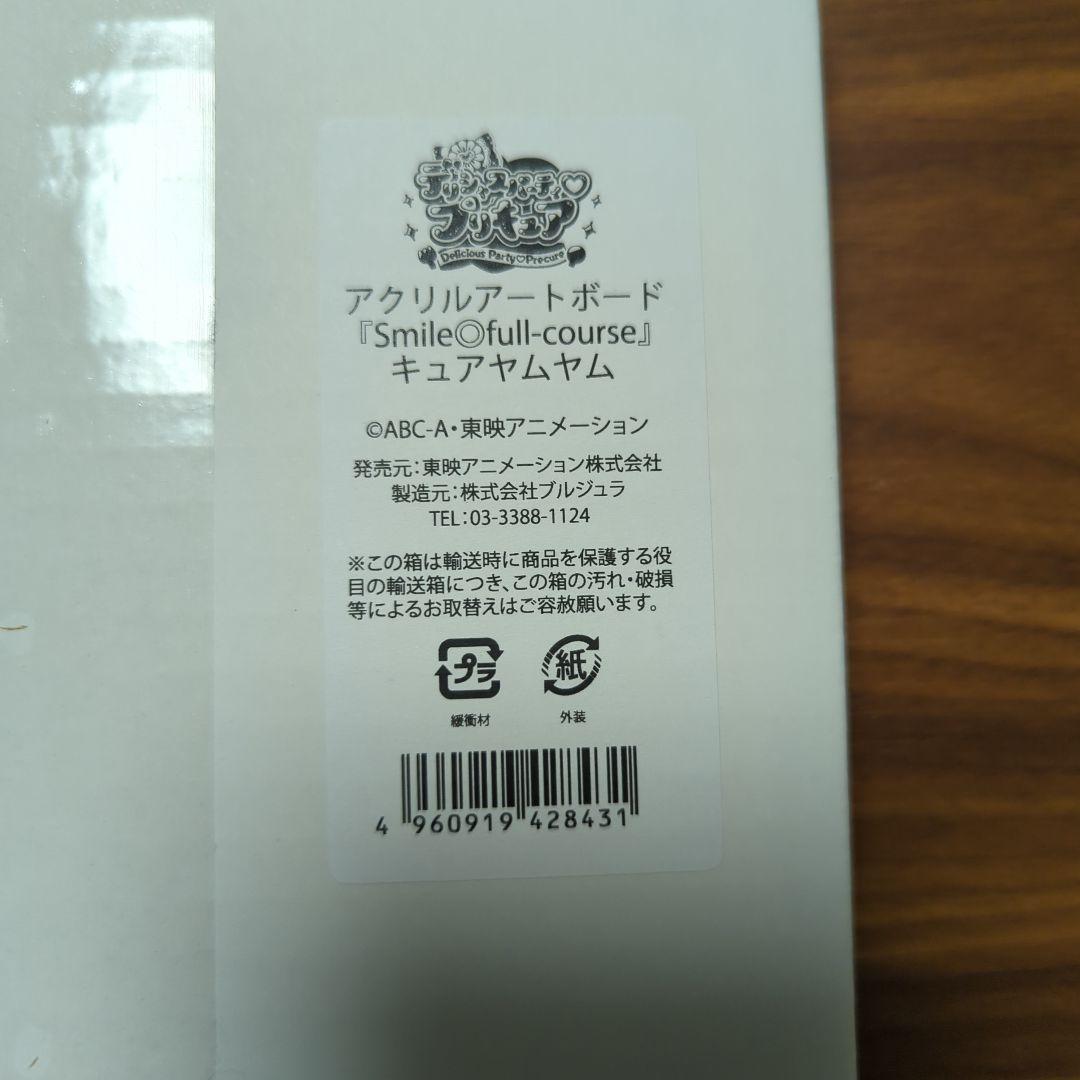 デリシャスパーティ♡
プリキュア
Delicious Party♡Precure
アクリルアートボード
『Smile◎full-course』
キュアヤムヤム
©ABC-A・東映アニメーション
発売元：東映アニメーション株式会社
製造元：株式会社ブルジュラ
TEL：03-3388-1124
※この箱は輸送時に商品を保護する役
目の輸送箱につき、この箱の汚れ・破損
等によるお取替えはご容赦願います。
プラ 紙
緩衝材 外装
4 960919 428431